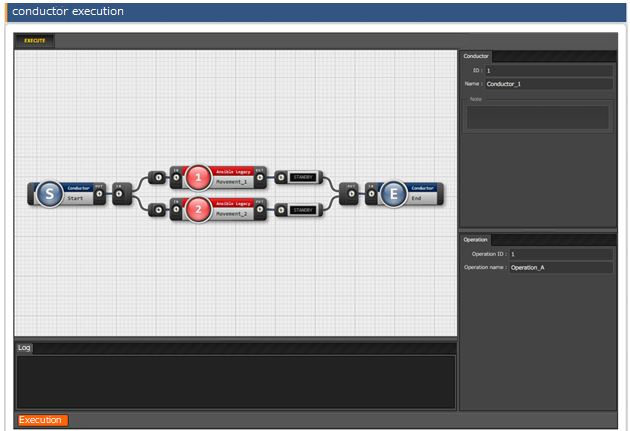 conductor execution
EXECUTE
Conductor
ID : 1
Name : Conductor_1
Note
S Conductor OUT IN
Start
IN 1 Ansible Legacy OUT
Movement_1
STANDBY
IN 2 Ansible Legacy OUT
Movement_2
STANDBY
OUT IN E Conductor
End
Operation
Operation ID : 1
Operation name : Operation_A
Log
Execution